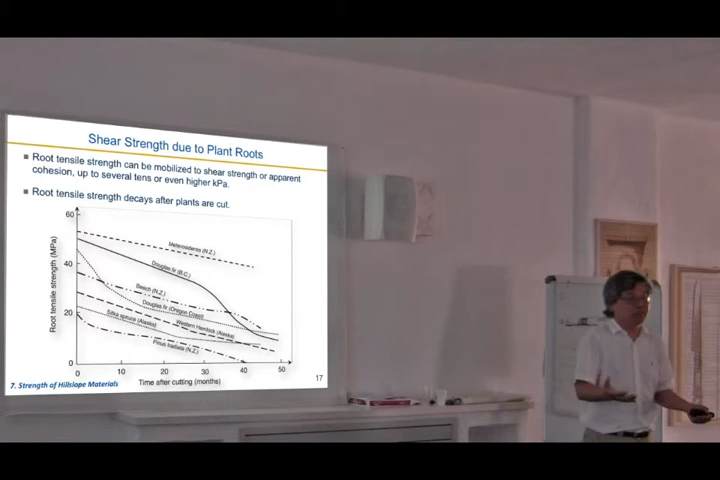 Shear Strength due to Plant Roots
Root tensile strength can be mobilized to shear strength or apparent
cohesion, up to several tens or even higher kPa.
Root tensile strength decays after plants are cut.
60
40
20
0
Root tensile strength (MPa)
Meterosideros (N.Z.)
Douglas fir (B.C.)
Beech (N.Z.)
Douglas fir (Oregon Coast)
Western Hemlock (Alaska)
Sitka spruce (Alaska)
Pinus Iradiata (N.Z.)
0 10 20 30 40 50
Time after cutting (months)
7. Strength of Hillslope Materials
17